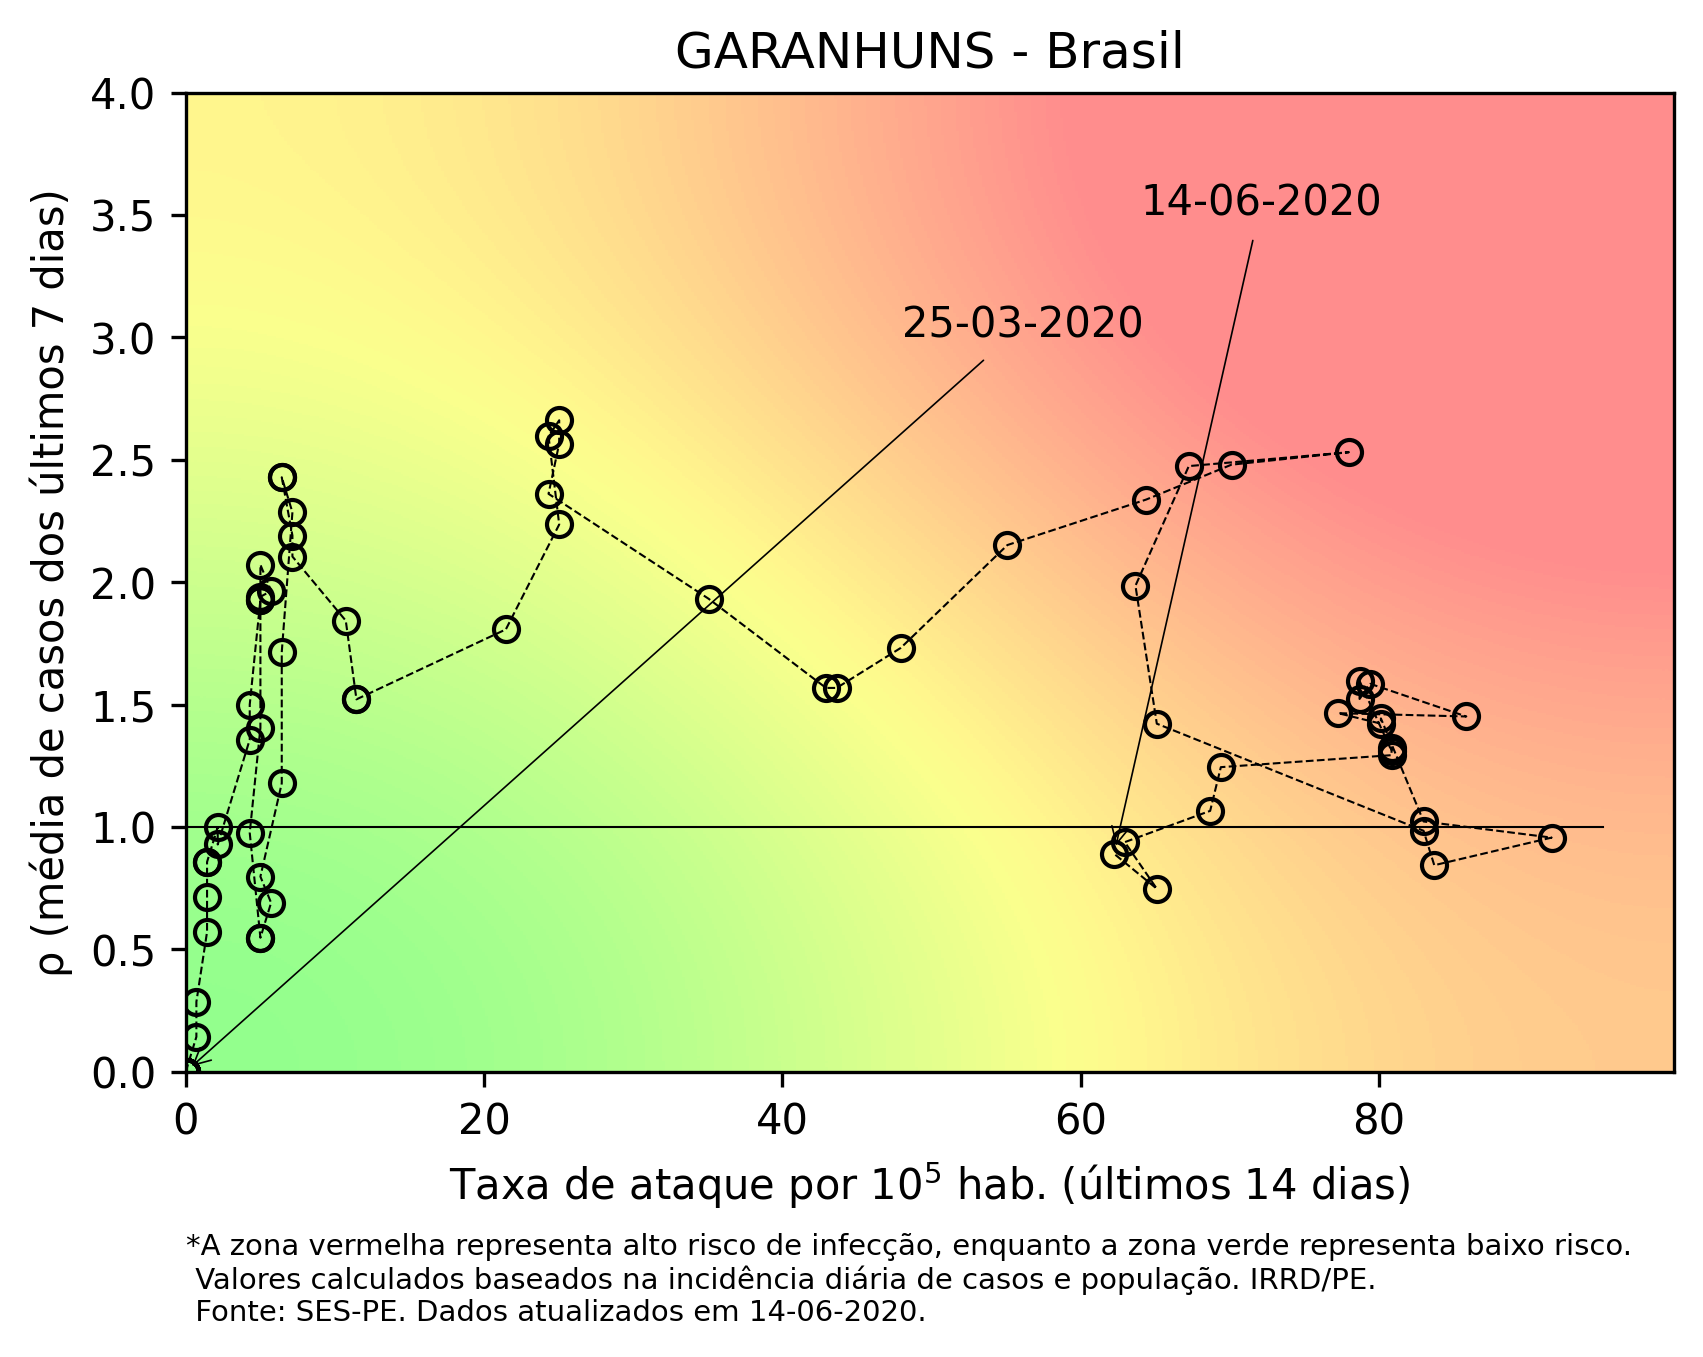 GARANHUNS - Brasil
4.0
3.5
3.0
2.5
2.0
1.5
1.0
0.5
0.0
ρ (média de casos dos últimos 7 dias)
14-06-2020
25-03-2020
0 20 40 60 80
Taxa de ataque por 10⁵ hab. (últimos 14 dias)
*A zona vermelha representa alto risco de infecção, enquanto a zona verde representa baixo risco.
Valores calculados baseados na incidência diária de casos e população. IRRD/PE.
Fonte: SES-PE. Dados atualizados em 14-06-2020.